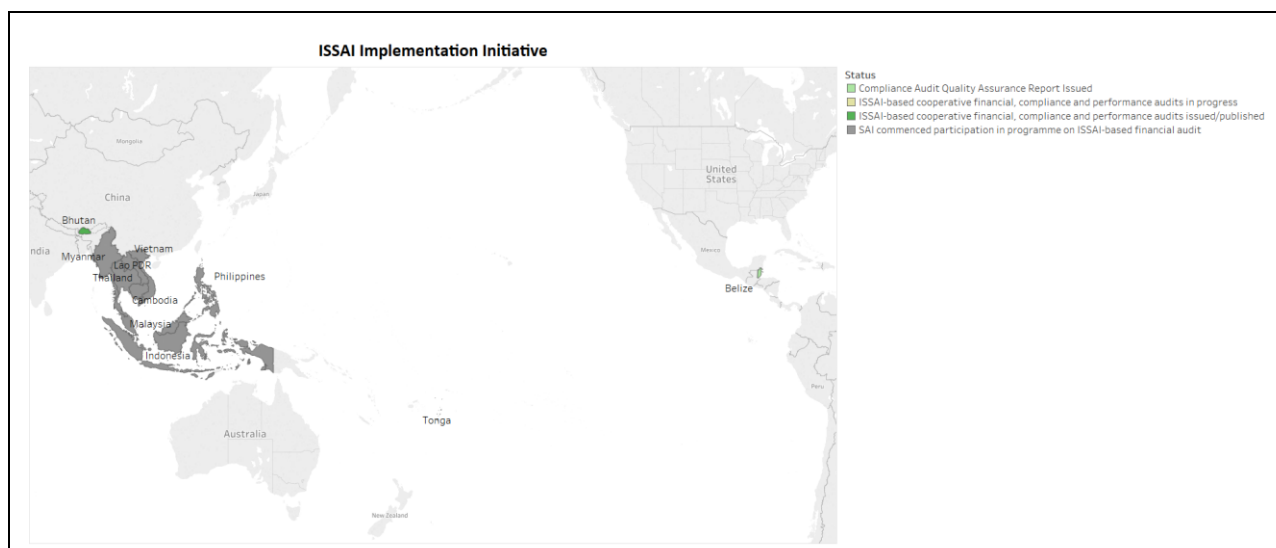 ISSAI Implementation Initiative
Status
Compliance Audit Quality Assurance Report Issued
ISSAI-based cooperative financial, compliance and performance audits in progress
ISSAI-based cooperative financial, compliance and performance audits issued/published
SAI commenced participation in programme on ISSAI-based financial audit
Mongolia
United
States
China
Japan
Bhutan
ndia
Myanmar
Vietnam
Lao PDR
Thailand
Philippines
Mexico
Belize
Cambodia
Malaysia
Indonesia
Peru
Tonga
Australia
New Zealand